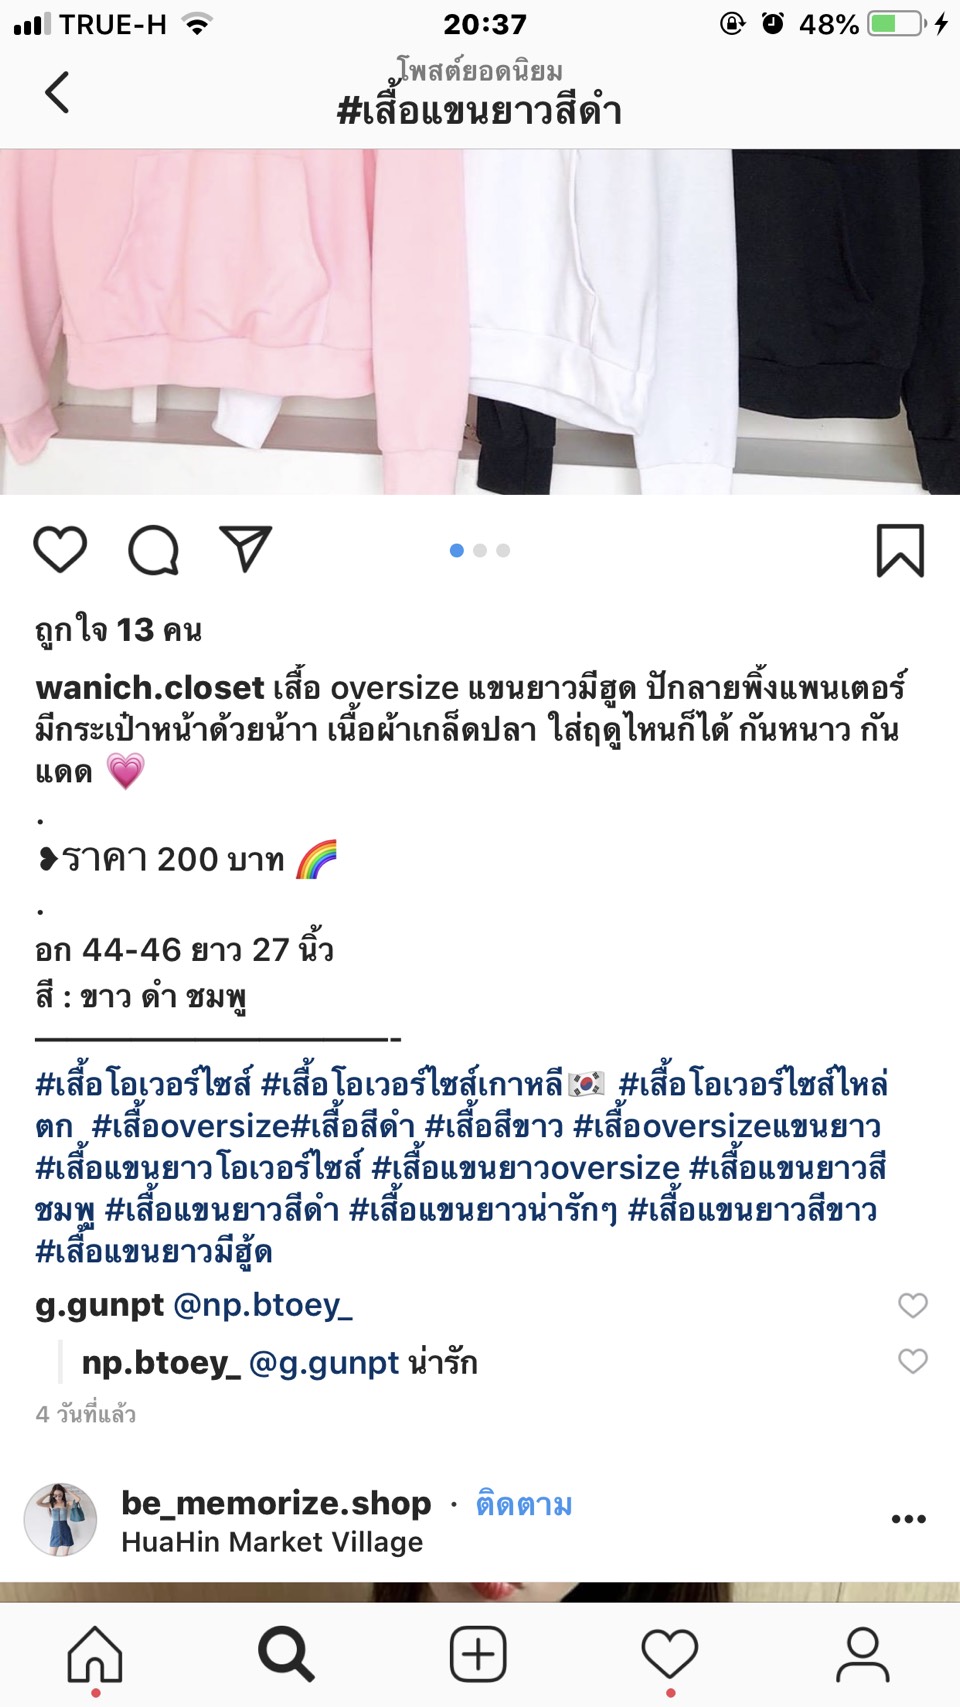 TRUE-H 20:37 48%
โพสต์ยอดนิยม
#เสื้อแขนยาวสีดำ
ถูกใจ 13 คน
wanich.closet เสื้อ oversize แขนยาวมีฮูด ปักลายพิ้งแพนเตอร์
มีกระเป๋าหน้าด้วยน้าา เนื้อผ้าเกล็ดปลา ใส่ฤดูไหนก็ได้ กันหนาว กัน
แดด 💗
.
❥ราคา 200 บาท 🌈
.
อก 44-46 ยาว 27 นิ้ว
สี : ขาว ดำ ชมพู
———————————-
#เสื้อโอเวอร์ไซส์ #เสื้อโอเวอร์ไซส์เกาหลี🇰🇷 #เสื้อโอเวอร์ไซส์ไหล่
ตก #เสื้อoversize#เสื้อสีดำ #เสื้อสีขาว #เสื้อoversizeแขนยาว
#เสื้อแขนยาวโอเวอร์ไซส์ #เสื้อแขนยาวoversize #เสื้อแขนยาวสี
ชมพู #เสื้อแขนยาวสีดำ #เสื้อแขนยาวน่ารักๆ #เสื้อแขนยาวสีขาว
#เสื้อแขนยาวมีฮู้ด
g.gunpt @np.btoey_
np.btoey_ @g.gunpt น่ารัก
4 วันที่แล้ว
be_memorize.shop · ติดตาม
HuaHin Market Village